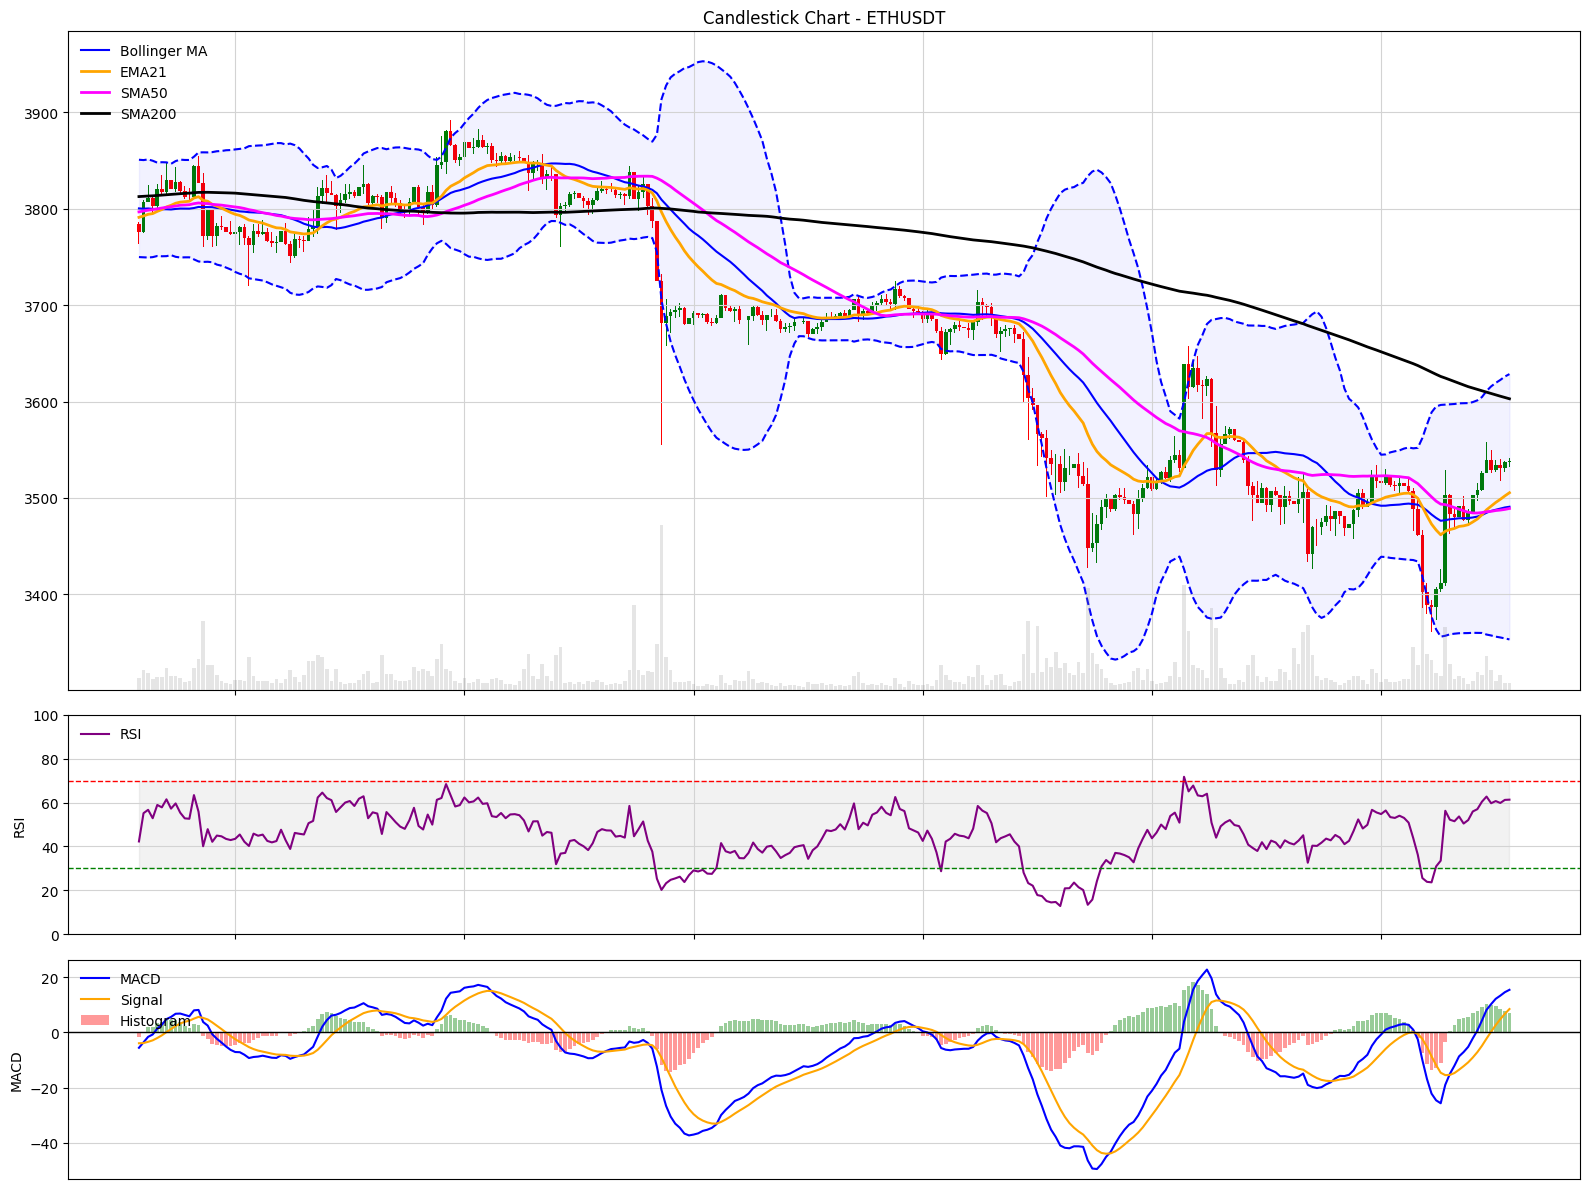 Candlestick Chart - ETHUSDT
Bollinger MA
EMA21
SMA50
SMA200
3900
3800
3700
3600
3500
3400
RSI
100
80
60
40
20
0
RSI
MACD
Signal
Histogram
20
0
−20
−40
MACD